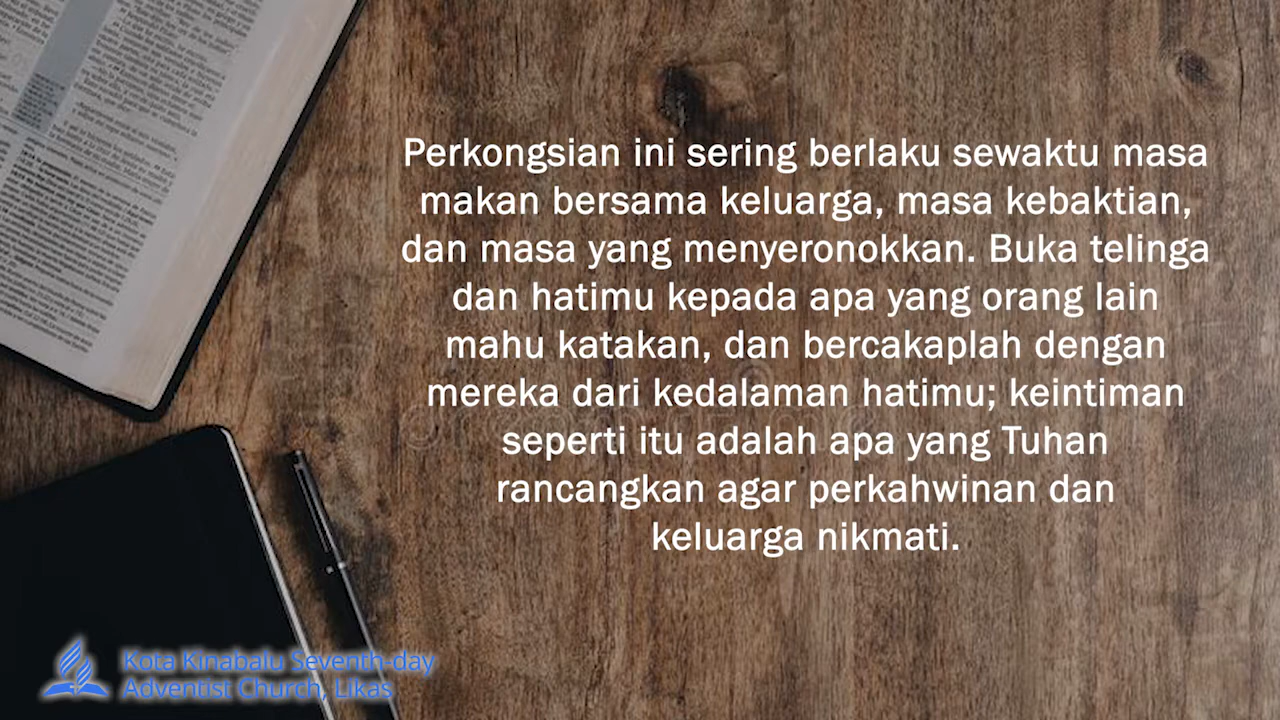 Perkongsian ini sering berlaku sewaktu masa
makan bersama keluarga, masa kebaktian,
dan masa yang menyeronokkan. Buka telinga
dan hatimu kepada apa yang orang lain
mahu katakan, dan bercakaplah dengan
mereka dari kedalaman hatimu; keintiman
seperti itu adalah apa yang Tuhan
rancangkan agar perkahwinan dan
keluarga nikmati.
Kota Kinabalu Seventh-day
Adventist Church, Likas